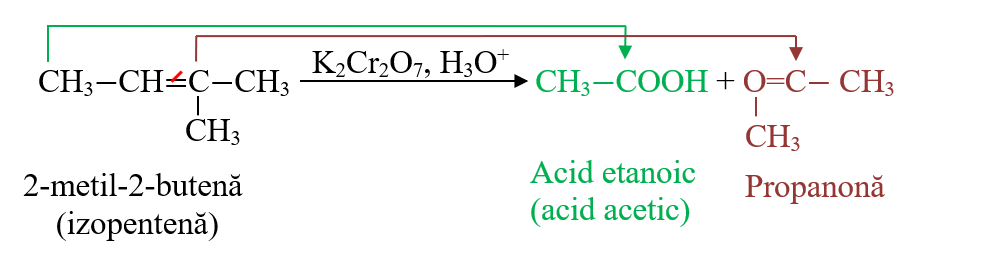 CH₃–CH=C–CH₃ K₂Cr₂O₇, H₃O⁺ CH₃–COOH + O=C– CH₃
CH₃ CH₃
2-metil-2-butenă
(izopentenă)
Acid etanoic
(acid acetic)
Propanonă